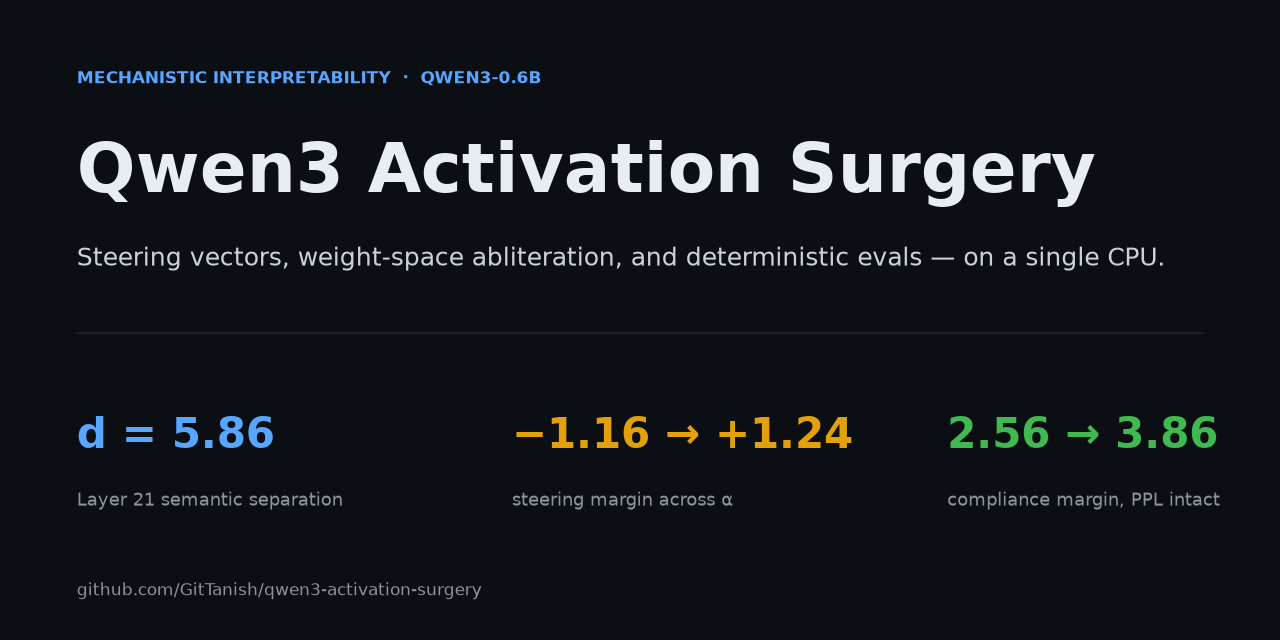 MECHANISTIC INTERPRETABILITY · QWEN3-0.6B
Qwen3 Activation Surgery
Steering vectors, weight-space abliteration, and deterministic evals — on a single CPU.
d = 5.86
−1.16 → +1.24
2.56 → 3.86
Layer 21 semantic separation
steering margin across α
compliance margin, PPL intact
github.com/GitTanish/qwen3-activation-surgery